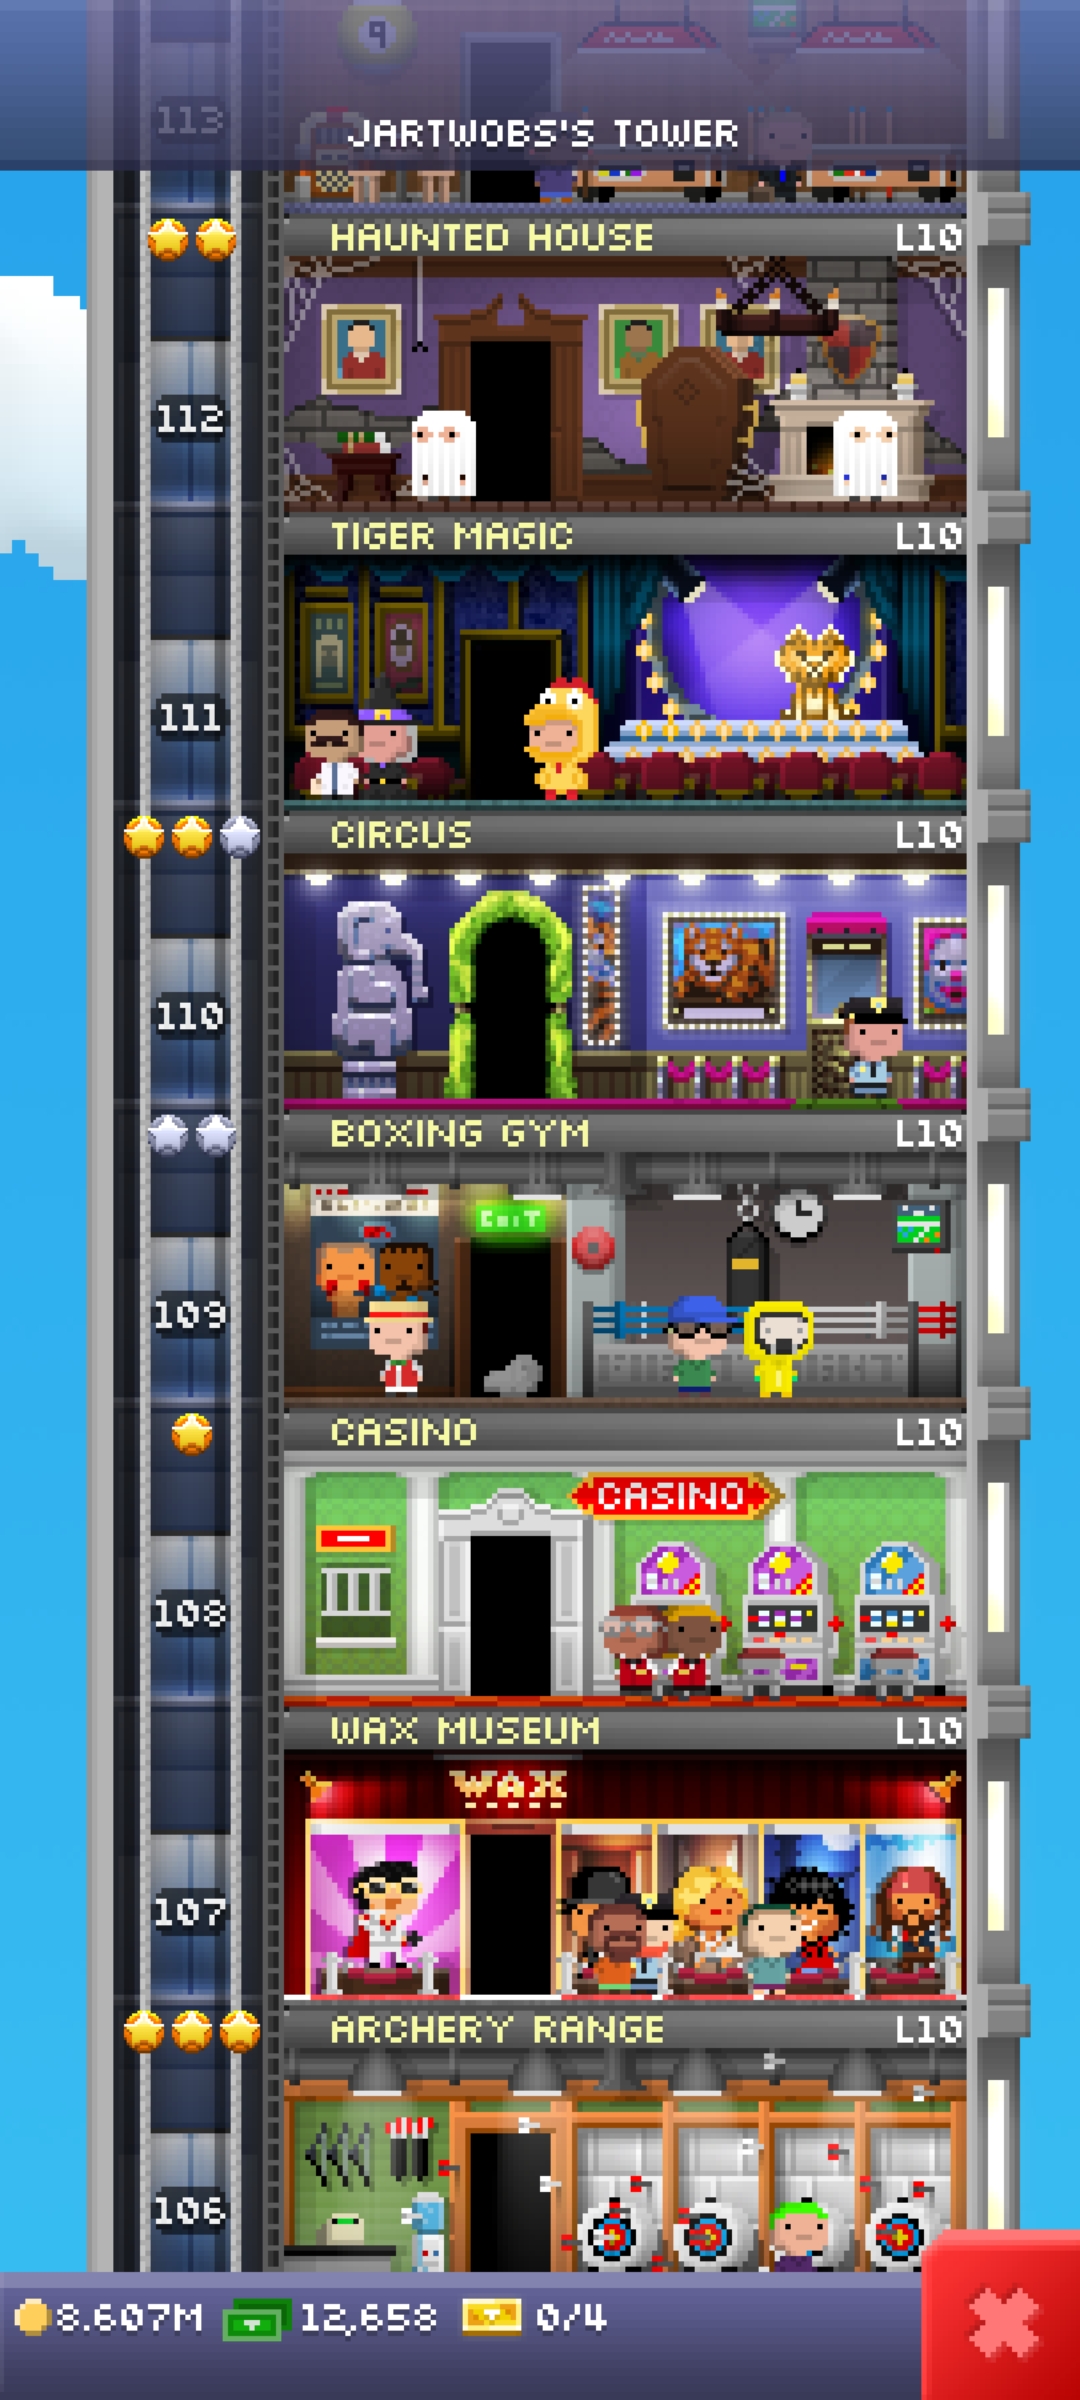 9
113
JARTWOBS'S TOWER
HAUNTED HOUSE L10
112
TIGER MAGIC L10
111
CIRCUS L10
110
BOXING GYM L10
EXIT
109
CASINO L10
CASINO
108
WAX MUSEUM L10
WAX
107
ARCHERY RANGE L10
106
8.607M 12,658 0/4